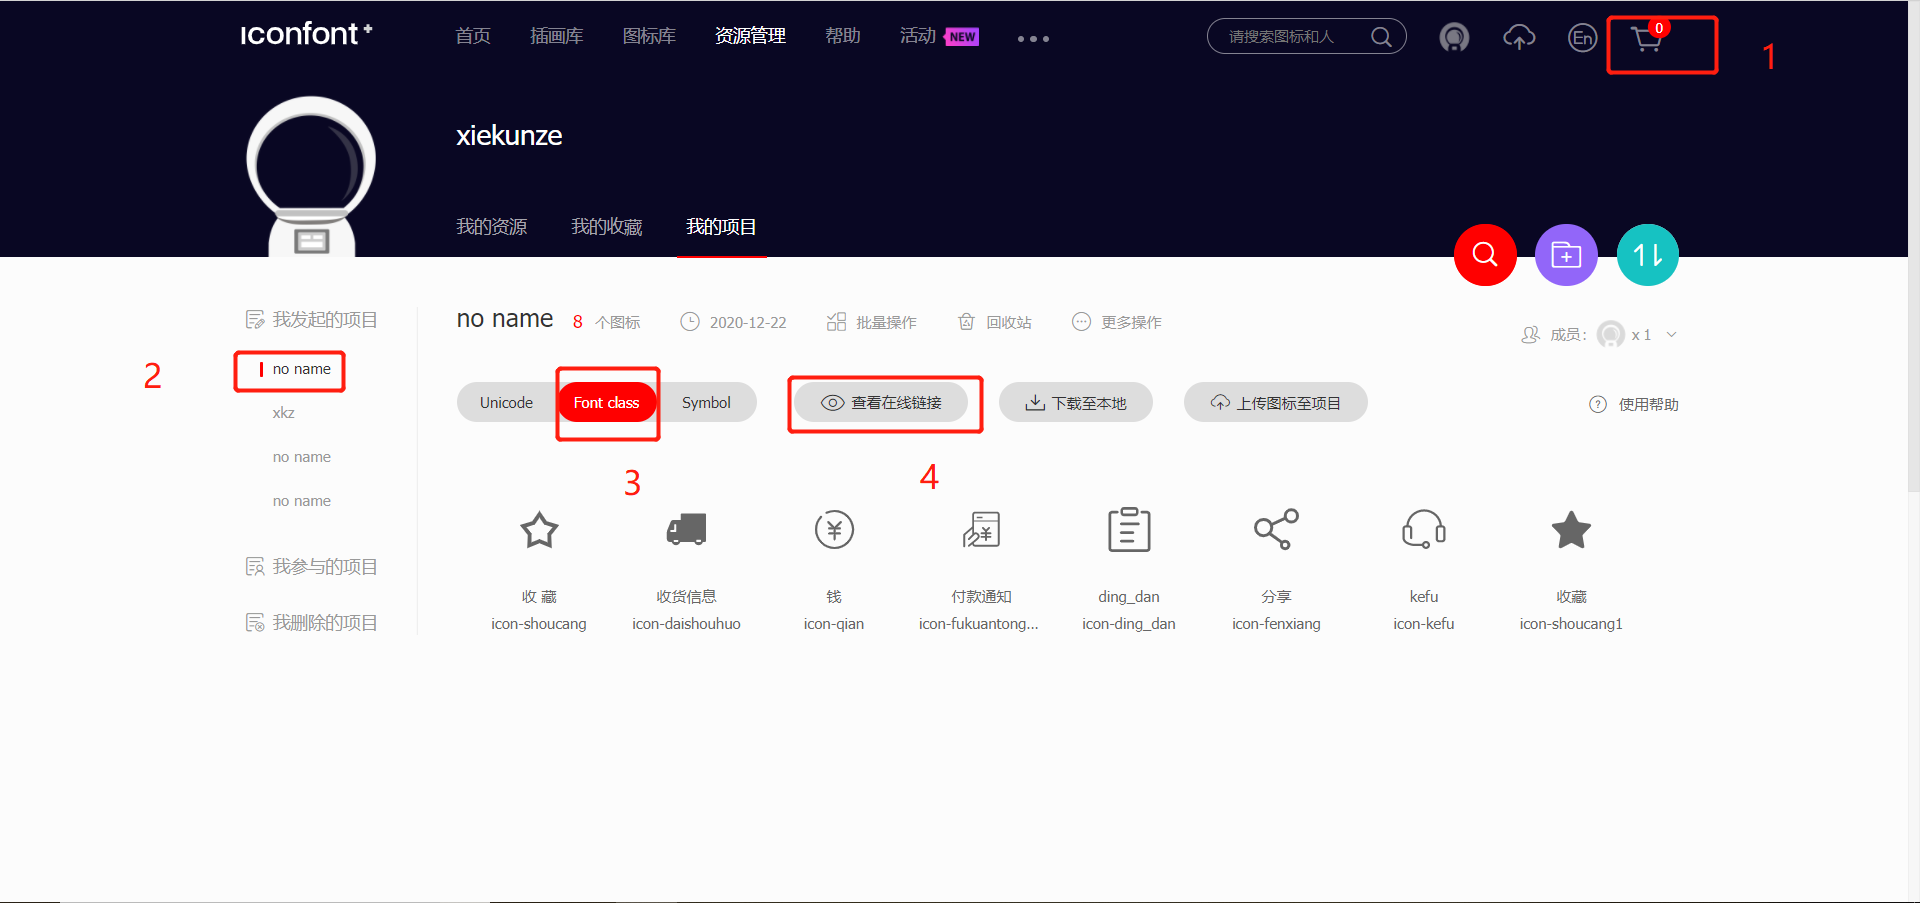 iconfont+
首页 插画库 图标库 资源管理 帮助 活动 NEW 请搜索图标和人 En 0 1
xiekunze
我的资源 我的收藏 我的项目
我发起的项目
no name
xkz
no name
no name
我参与的项目
我删除的项目
2
no name 8 个图标 2020-12-22 批量操作 回收站 更多操作 成员: x 1
Unicode Font class Symbol 查看在线链接 下载至本地 上传图标至项目 使用帮助
3 4
收 藏 收货信息 钱 付款通知 ding_dan 分享 kefu 收藏
icon-shoucang icon-daishouhuo icon-qian icon-fukuantong... icon-ding_dan icon-fenxiang icon-kefu icon-shoucang1